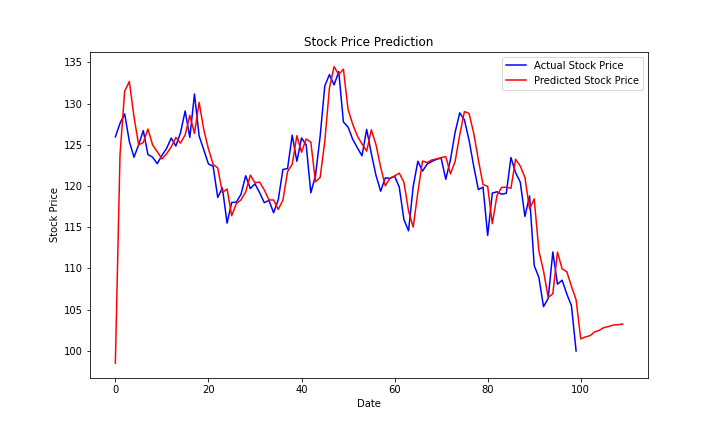 Stock Price Prediction
Actual Stock Price
Predicted Stock Price
135
130
125
120
115
110
105
100
Stock Price
0 20 40 60 80 100
Date